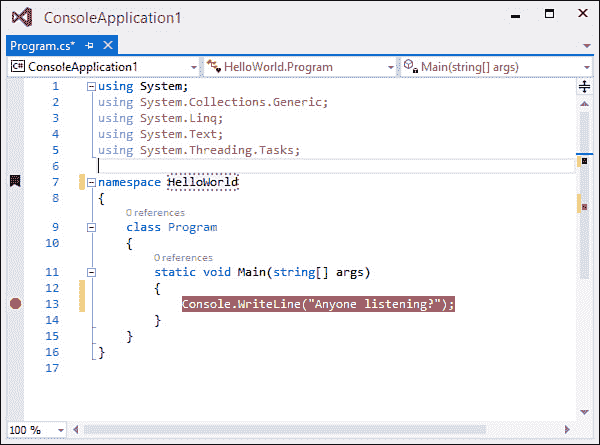 ConsoleApplication1
Program.cs*
C# ConsoleApplication1 HelloWorld.Program Main(string[] args)
1 using System;
2 using System.Collections.Generic;
3 using System.Linq;
4 using System.Text;
5 using System.Threading.Tasks;
6
7 namespace HelloWorld
8 {
0 references
9 class Program
10 {
0 references
11 static void Main(string[] args)
12 {
13 Console.WriteLine("Anyone listening?");
14 }
15 }
16 }
17
100 %